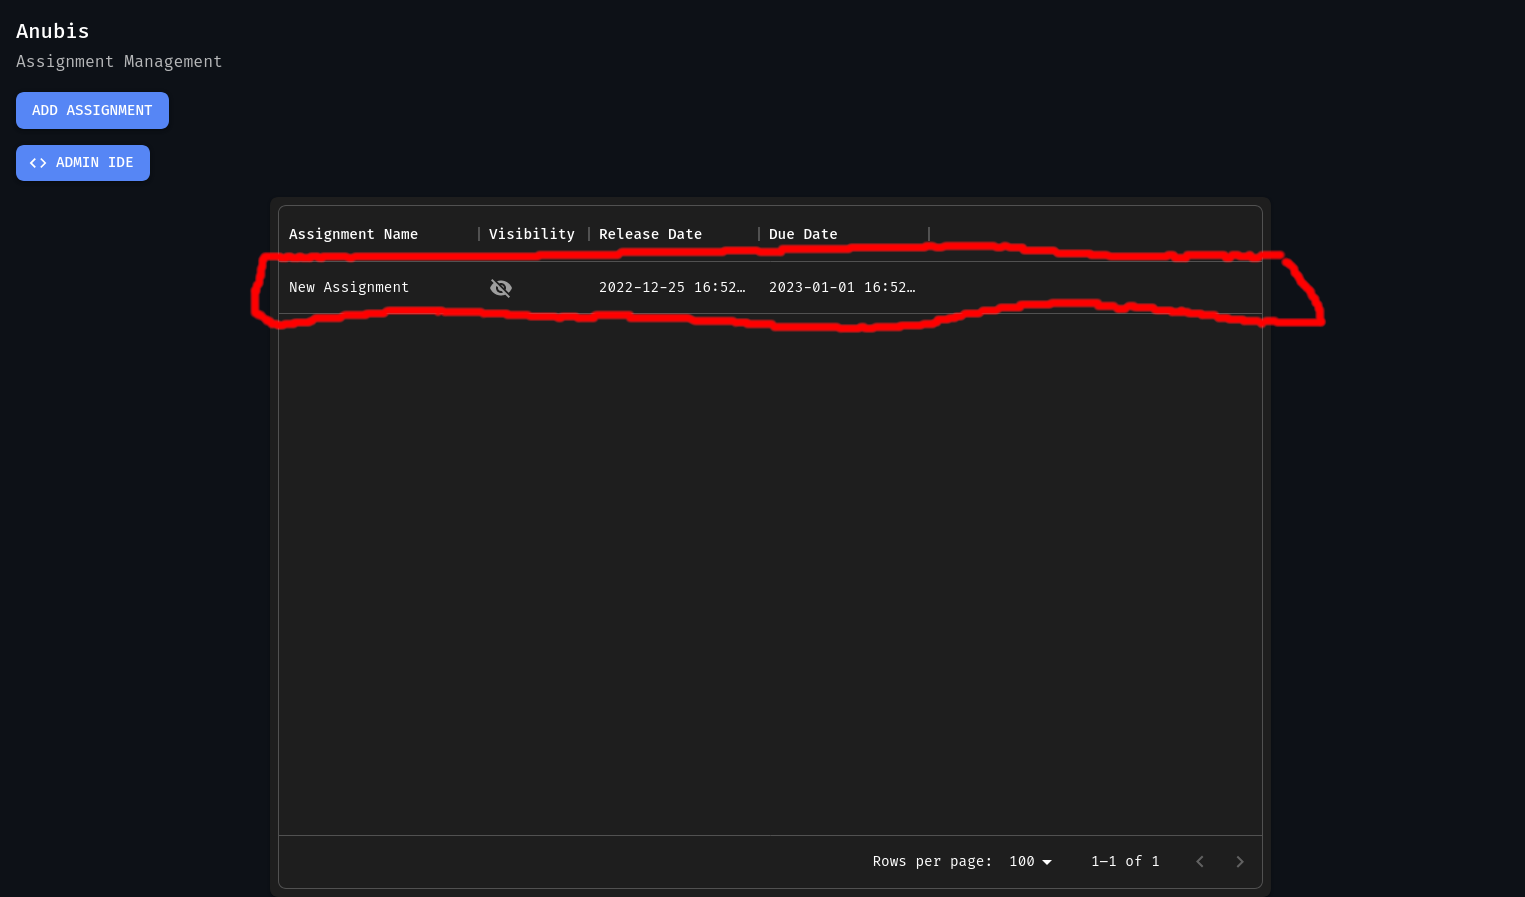 Anubis
Assignment Management
ADD ASSIGNMENT
<> ADMIN IDE
Assignment Name | Visibility | Release Date | Due Date |
New Assignment 2022-12-25 16:52… 2023-01-01 16:52…
Rows per page: 100 1–1 of 1